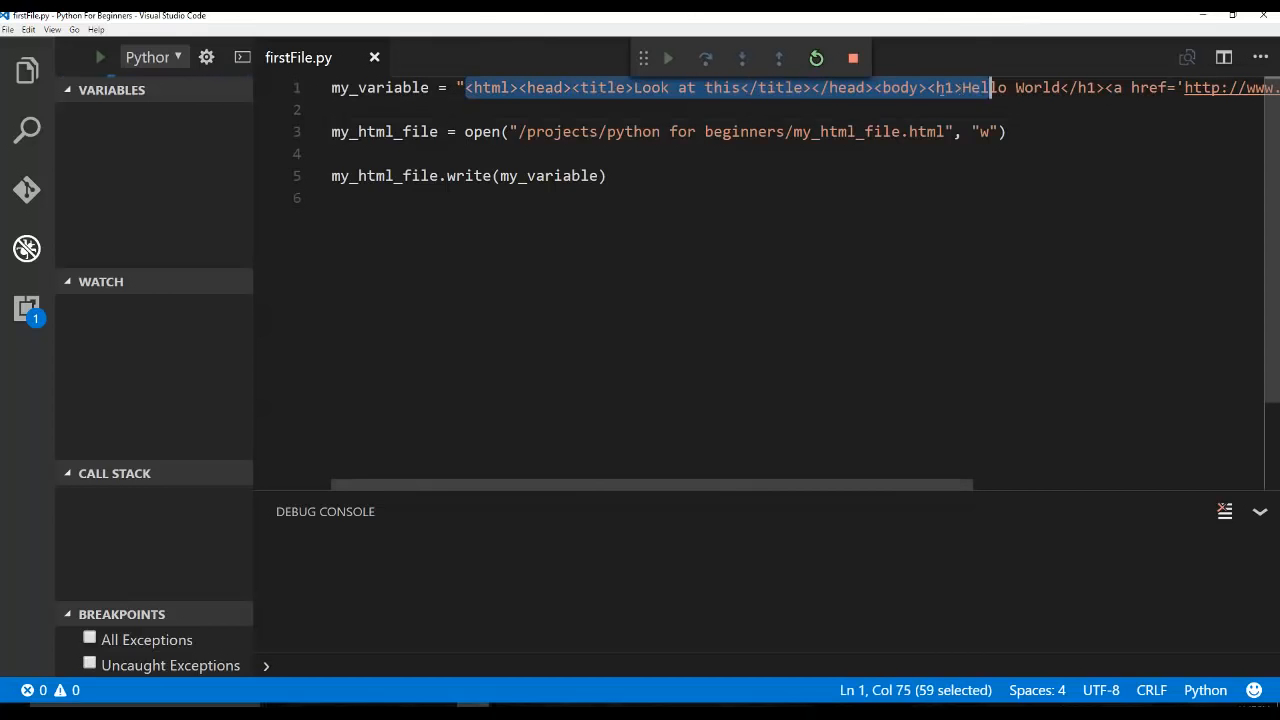 firstFile.py - Python For Beginners - Visual Studio Code
File Edit View Go Help
Python
firstFile.py
VARIABLES
WATCH
CALL STACK
BREAKPOINTS
All Exceptions
Uncaught Exceptions
1 my_variable = "<html><head><title>Look at this</title></head><body><h1>Hello World</h1><a href='http://www.
2
3 my_html_file = open("/projects/python for beginners/my_html_file.html", "w")
4
5 my_html_file.write(my_variable)
6
DEBUG CONSOLE
1
0 0
Ln 1, Col 75 (59 selected) Spaces: 4 UTF-8 CRLF Python